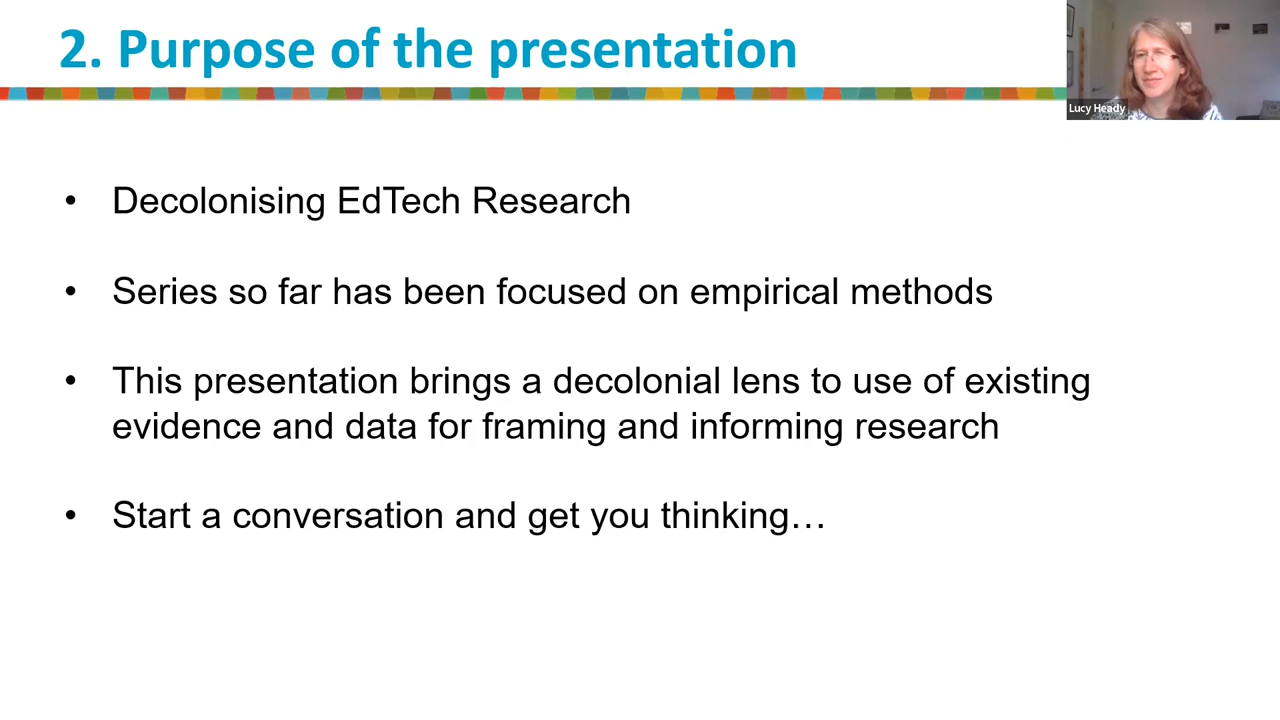 2. Purpose of the presentation
Lucy Heady
• Decolonising EdTech Research
• Series so far has been focused on empirical methods
• This presentation brings a decolonial lens to use of existing
evidence and data for framing and informing research
• Start a conversation and get you thinking…